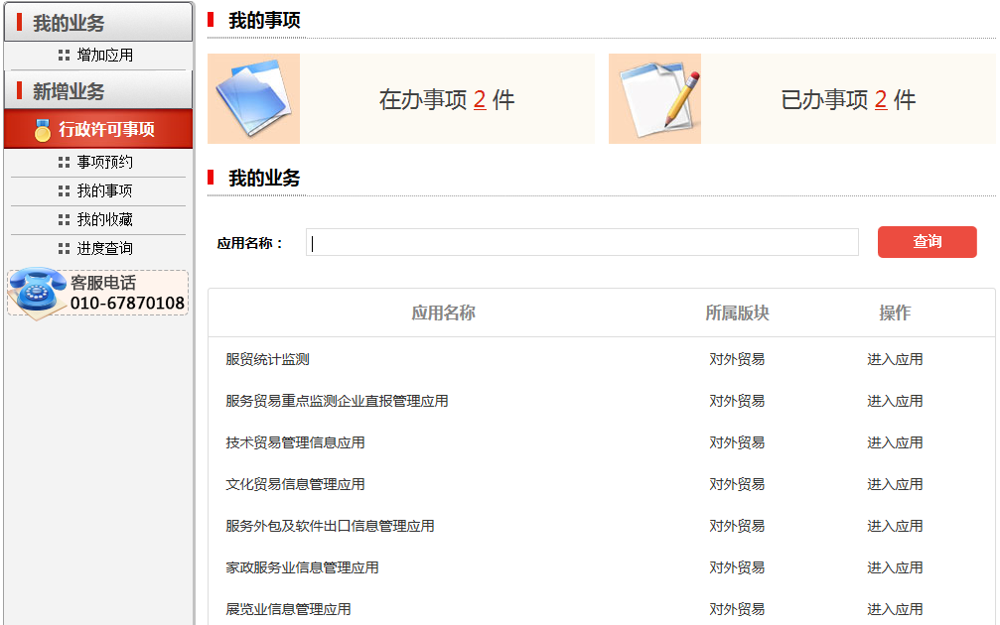 我的业务
增加应用
新增业务
行政许可事项
事项预约
我的事项
我的收藏
进度查询
客服电话
010-67870108
我的事项
在办事项 2 件
已办事项 2 件
我的业务
应用名称：
查询
应用名称 所属版块 操作
服贸统计监测 对外贸易 进入应用
服务贸易重点监测企业直报管理应用 对外贸易 进入应用
技术贸易管理信息应用 对外贸易 进入应用
文化贸易信息管理应用 对外贸易 进入应用
服务外包及软件出口信息管理应用 对外贸易 进入应用
家政服务业信息管理应用 对外贸易 进入应用
展览业信息管理应用 对外贸易 进入应用